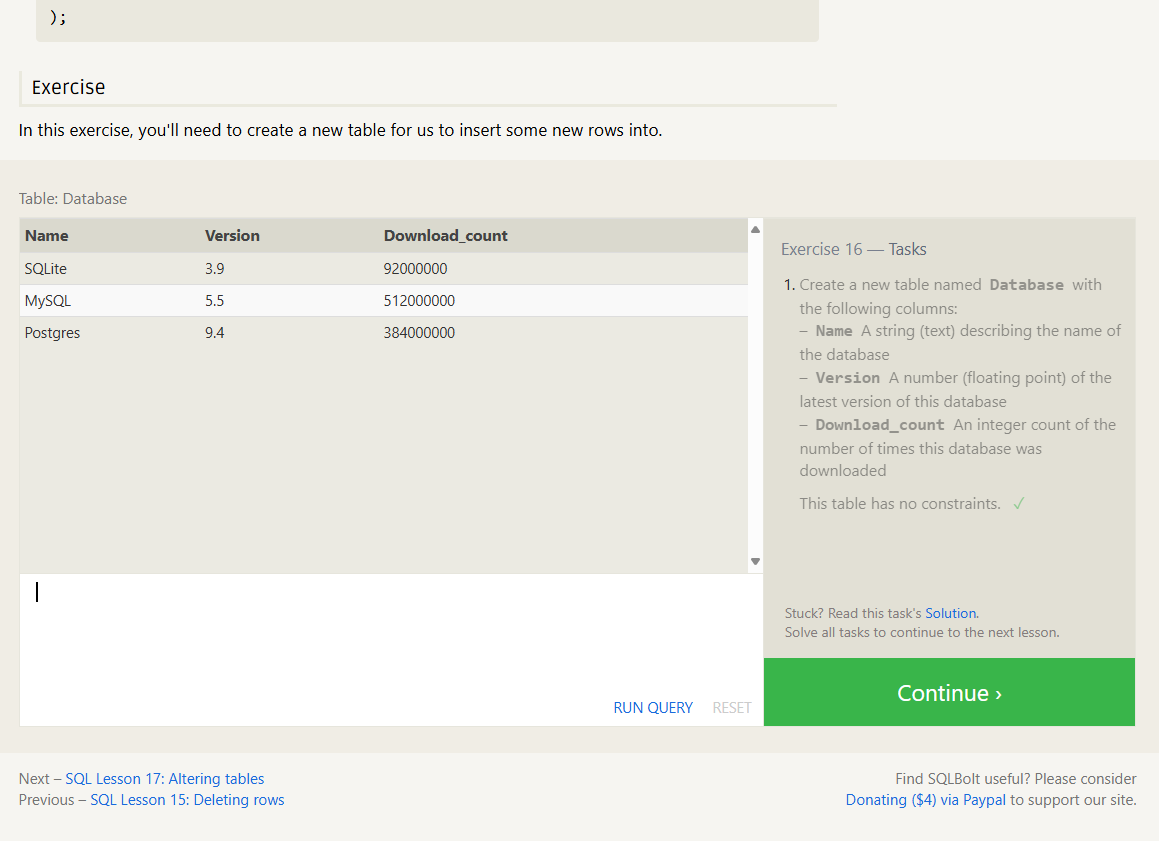 );
Exercise
In this exercise, you'll need to create a new table for us to insert some new rows into.
Table: Database
Name Version Download_count
SQLite 3.9 92000000
MySQL 5.5 512000000
Postgres 9.4 384000000
Exercise 16 — Tasks
1. Create a new table named Database with
the following columns:
– Name A string (text) describing the name of
the database
– Version A number (floating point) of the
latest version of this database
– Download_count An integer count of the
number of times this database was
downloaded
This table has no constraints. ✓
Stuck? Read this task's Solution.
Solve all tasks to continue to the next lesson.
RUN QUERY RESET
Continue ›
Next – SQL Lesson 17: Altering tables
Previous – SQL Lesson 15: Deleting rows
Find SQLBolt useful? Please consider
Donating ($4) via Paypal to support our site.